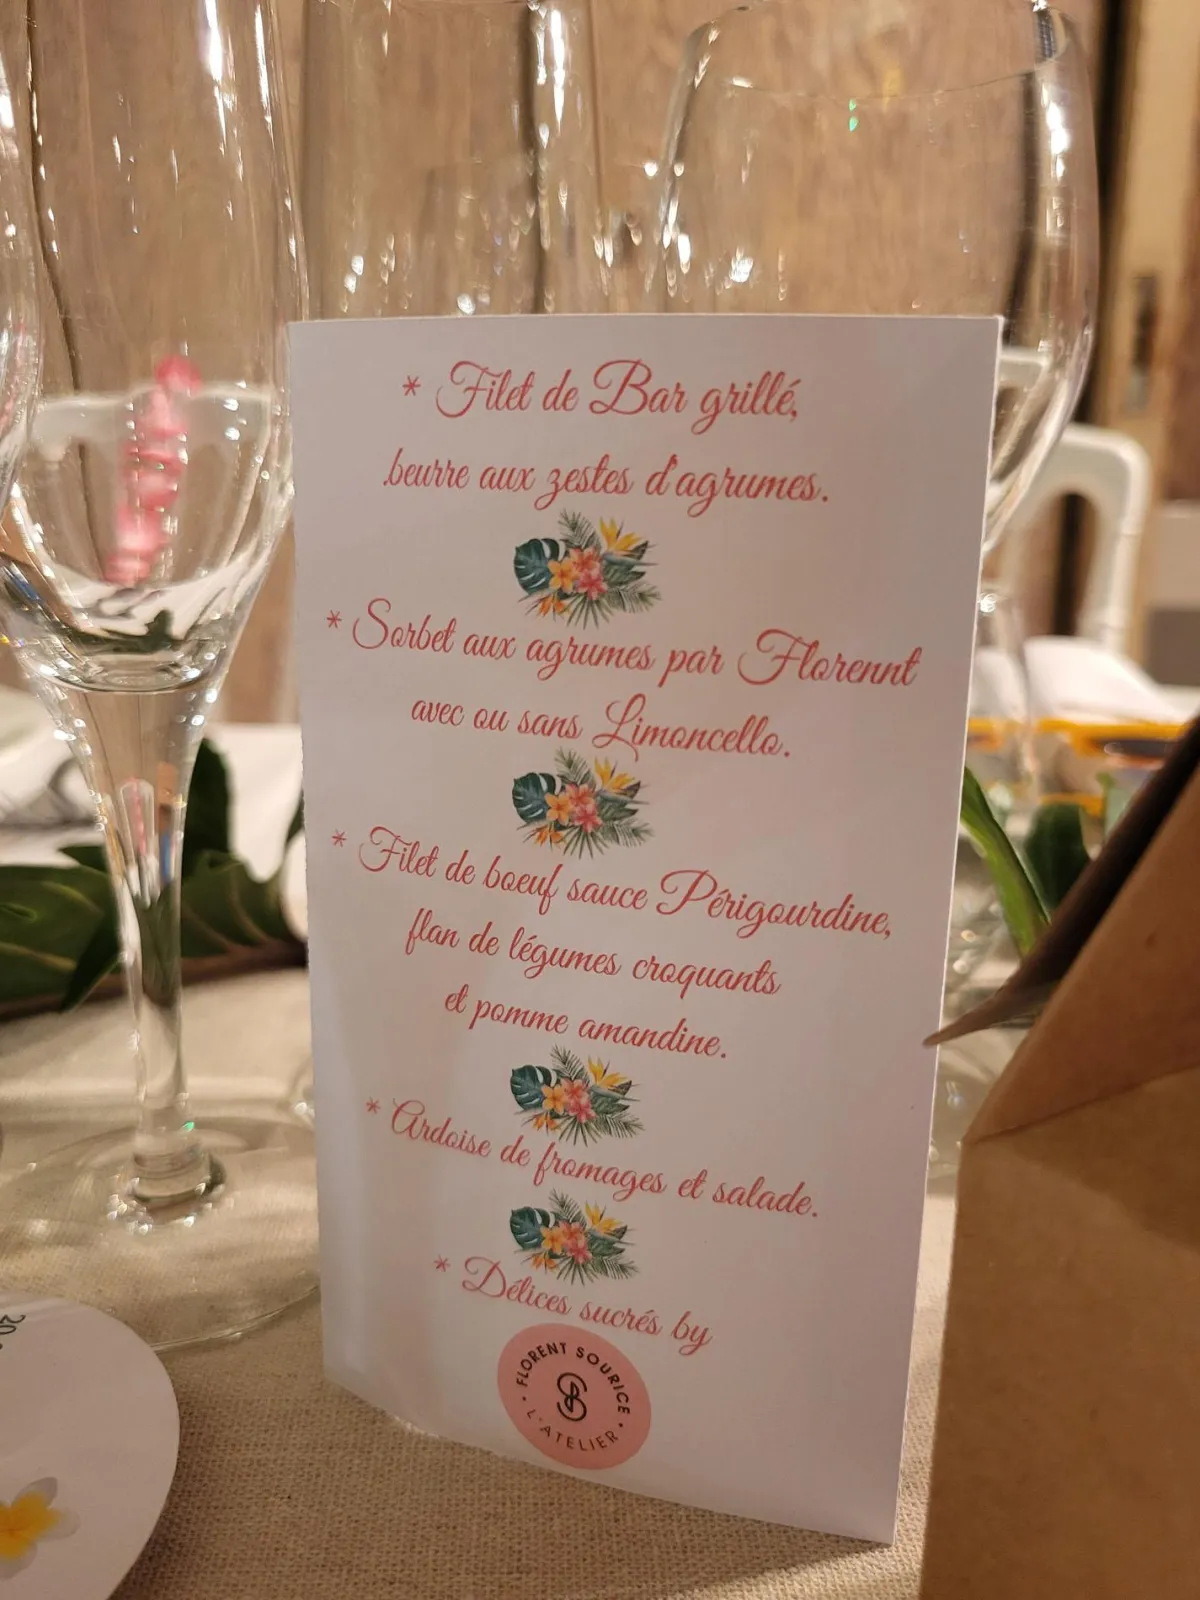 * Filet de Bar grillé,
beurre aux zestes d'agrumes.
* Sorbet aux agrumes par Florennt
avec ou sans Limoncello.
* Filet de boeuf sauce Périgourdine,
flan de légumes croquants
et pomme amandine.
* Ardoise de fromages et salade.
* Délices sucrés by
FLORENT SOURICE
L'ATELIER